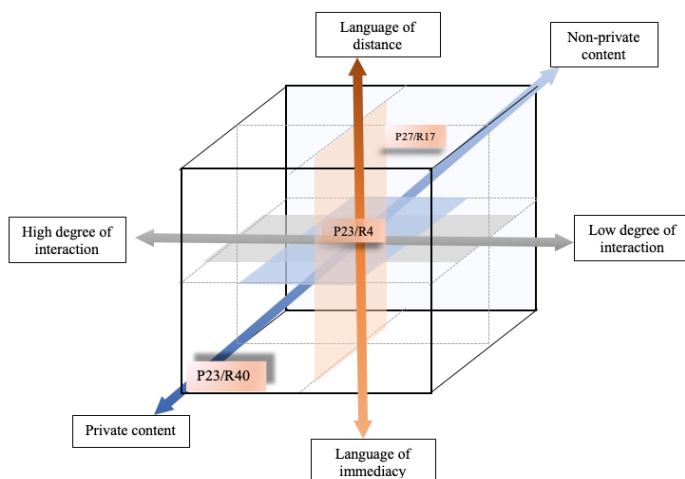 Language of
distance
Non-private
content
P27/R17
High degree of
interaction
P23/R4
Low degree of
interaction
P23/R40
Private content
Language of
immediacy